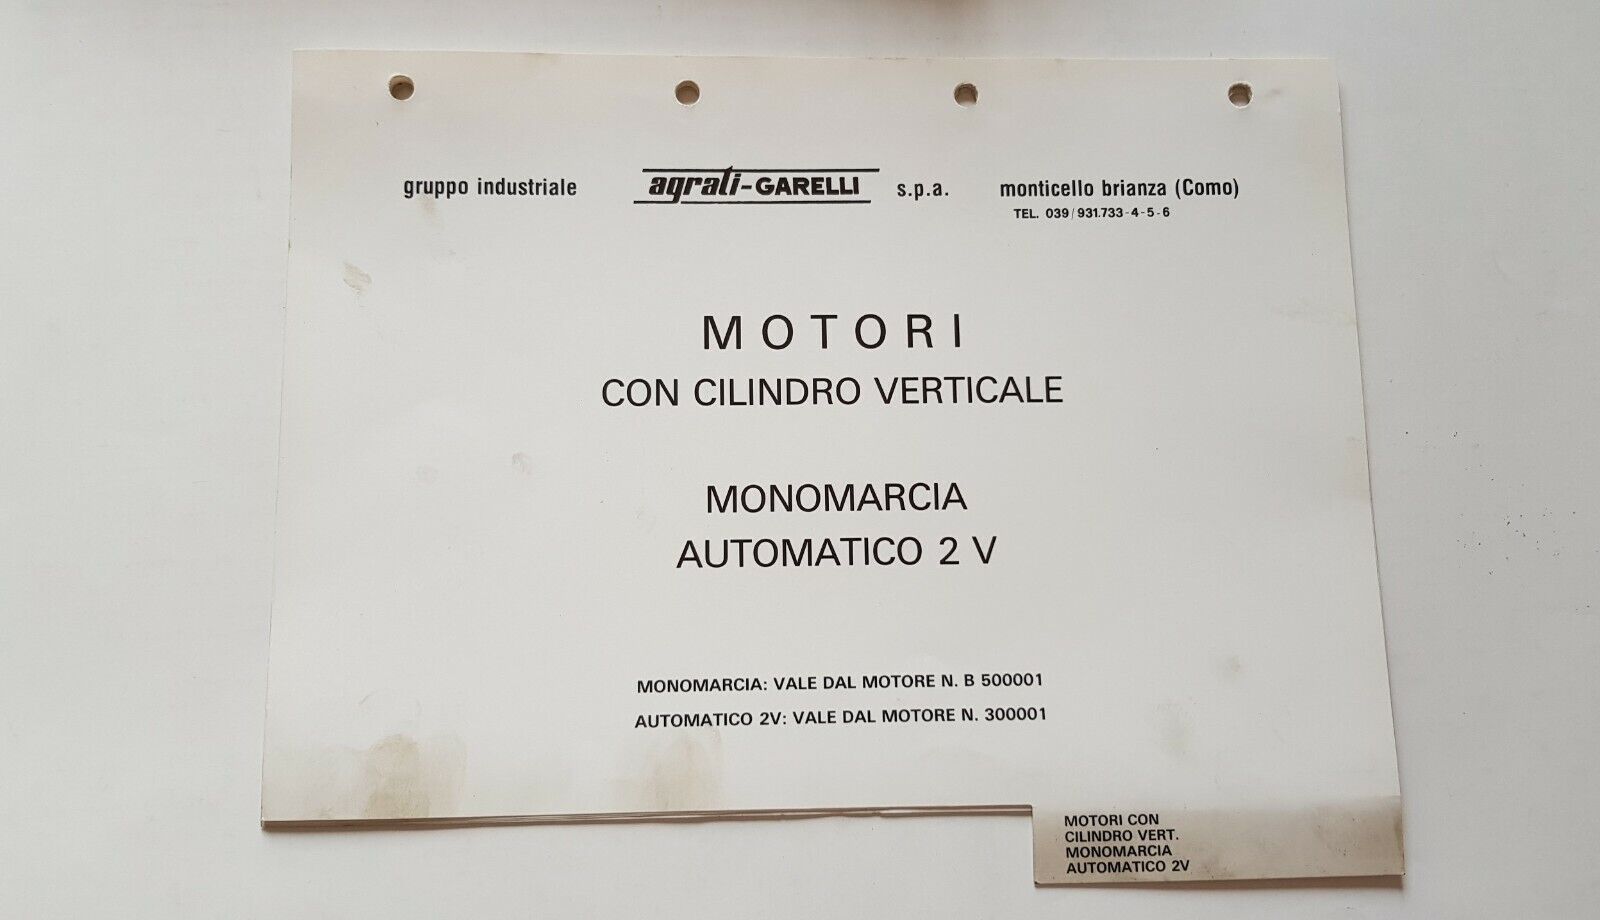 gruppo industriale agrati-GARELLI s.p.a. monticello brianza (Como)
TEL. 039/931.733-4-5-6
MOTORI
CON CILINDRO VERTICALE
MONOMARCIA
AUTOMATICO 2 V
MONOMARCIA: VALE DAL MOTORE N. B 500001
AUTOMATICO 2V: VALE DAL MOTORE N. 300001
MOTORI CON
CILINDRO VERT.
MONOMARCIA
AUTOMATICO 2V